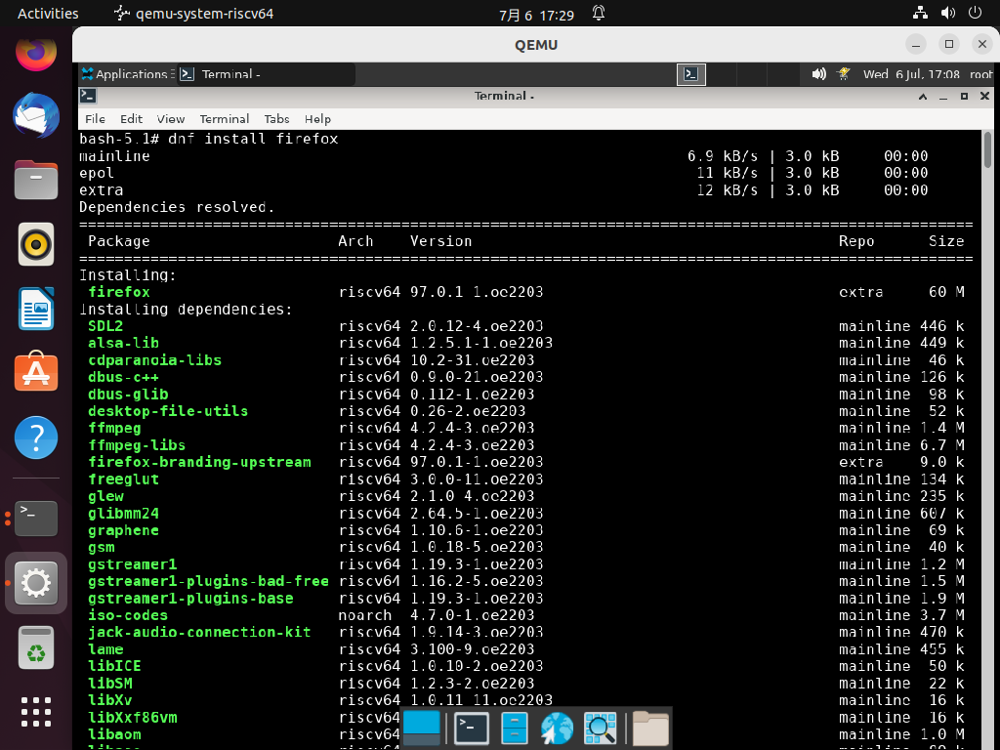 Activities qemu-system-riscv64 7月 6 17:29
QEMU
Applications Terminal - Wed 6 Jul, 17:08 root
Terminal -
File Edit View Terminal Tabs Help
bash-5.1# dnf install firefox
mainline 6.9 kB/s | 3.0 kB 00:00
epol 11 kB/s | 3.0 kB 00:00
extra 12 kB/s | 3.0 kB 00:00
Dependencies resolved.
================================================================================
Package Arch Version Repo Size
================================================================================
Installing:
firefox riscv64 97.0.1 1.oe2203 extra 60 M
Installing dependencies:
SDL2 riscv64 2.0.12-4.oe2203 mainline 446 k
alsa-lib riscv64 1.2.5.1-1.oe2203 mainline 449 k
cdparanoia-libs riscv64 10.2-31.oe2203 mainline 46 k
dbus-c++ riscv64 0.9.0-21.oe2203 mainline 126 k
dbus-glib riscv64 0.112-1.oe2203 mainline 98 k
desktop-file-utils riscv64 0.26-2.oe2203 mainline 52 k
ffmpeg riscv64 4.2.4-3.oe2203 mainline 1.4 M
ffmpeg-libs riscv64 4.2.4-3.oe2203 mainline 6.7 M
firefox-branding-upstream riscv64 97.0.1-1.oe2203 extra 9.0 k
freeglut riscv64 3.0.0-11.oe2203 mainline 134 k
glew riscv64 2.1.0 4.oe2203 mainline 235 k
glibmm24 riscv64 2.64.5-1.oe2203 mainline 607 k
graphene riscv64 1.10.6-1.oe2203 mainline 69 k
gsm riscv64 1.0.18-5.oe2203 mainline 40 k
gstreamer1 riscv64 1.19.3-1.oe2203 mainline 1.2 M
gstreamer1-plugins-bad-free riscv64 1.16.2-5.oe2203 mainline 1.5 M
gstreamer1-plugins-base riscv64 1.19.3-1.oe2203 mainline 1.9 M
iso-codes noarch 4.7.0-1.oe2203 mainline 3.7 M
jack-audio-connection-kit riscv64 1.9.14-3.oe2203 mainline 470 k
lame riscv64 3.100-9.oe2203 mainline 455 k
libICE riscv64 1.0.10-2.oe2203 mainline 50 k
libSM riscv64 1.2.3-2.oe2203 mainline 22 k
libXv riscv64 1.0.11 11.oe2203 mainline 16 k
libXxf86vm riscv64 mainline 16 k
libaom riscv64 mainline 1.0 M